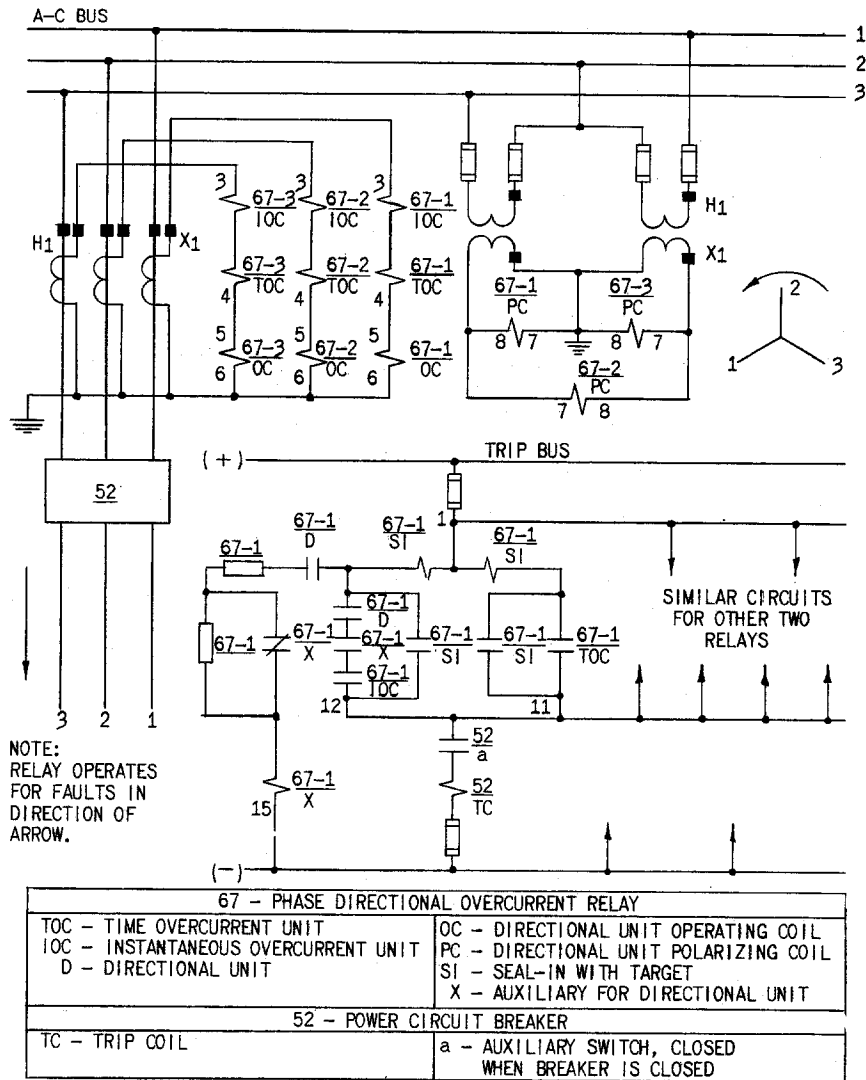 A-C BUS
1
2
3
3 67-3 IOC
3 67-2 IOC
3 67-1 IOC
H1
X1
67-3 TOC
4
67-2 TOC
4
67-1 TOC
4
5 67-3 OC
6
5 67-2 OC
6
5 67-1 OC
6
H1
X1
67-1 PC
8 7
67-3 PC
8 7
67-2 PC
7 8
2
1
3
52
(+)
TRIP BUS
1
67-1 D
67-1 SI
67-1 SI
67-1
67-1
67-1 X
67-1 D
67-1 X
67-1 IOC
67-1 SI
67-1 SI
67-1 TOC
SIMILAR CIRCUITS
FOR OTHER TWO
RELAYS
12
11
3 2 1
NOTE:
RELAY OPERATES
FOR FAULTS IN
DIRECTION OF
ARROW.
67-1 X
15
52 a
52 TC
(-)
67 - PHASE DIRECTIONAL OVERCURRENT RELAY
TOC - TIME OVERCURRENT UNIT
IOC - INSTANTANEOUS OVERCURRENT UNIT
D - DIRECTIONAL UNIT
OC - DIRECTIONAL UNIT OPERATING COIL
PC - DIRECTIONAL UNIT POLARIZING COIL
SI - SEAL-IN WITH TARGET
X - AUXILIARY FOR DIRECTIONAL UNIT
52 - POWER CIRCUIT BREAKER
TC - TRIP COIL
a - AUXILIARY SWITCH, CLOSED
WHEN BREAKER IS CLOSED